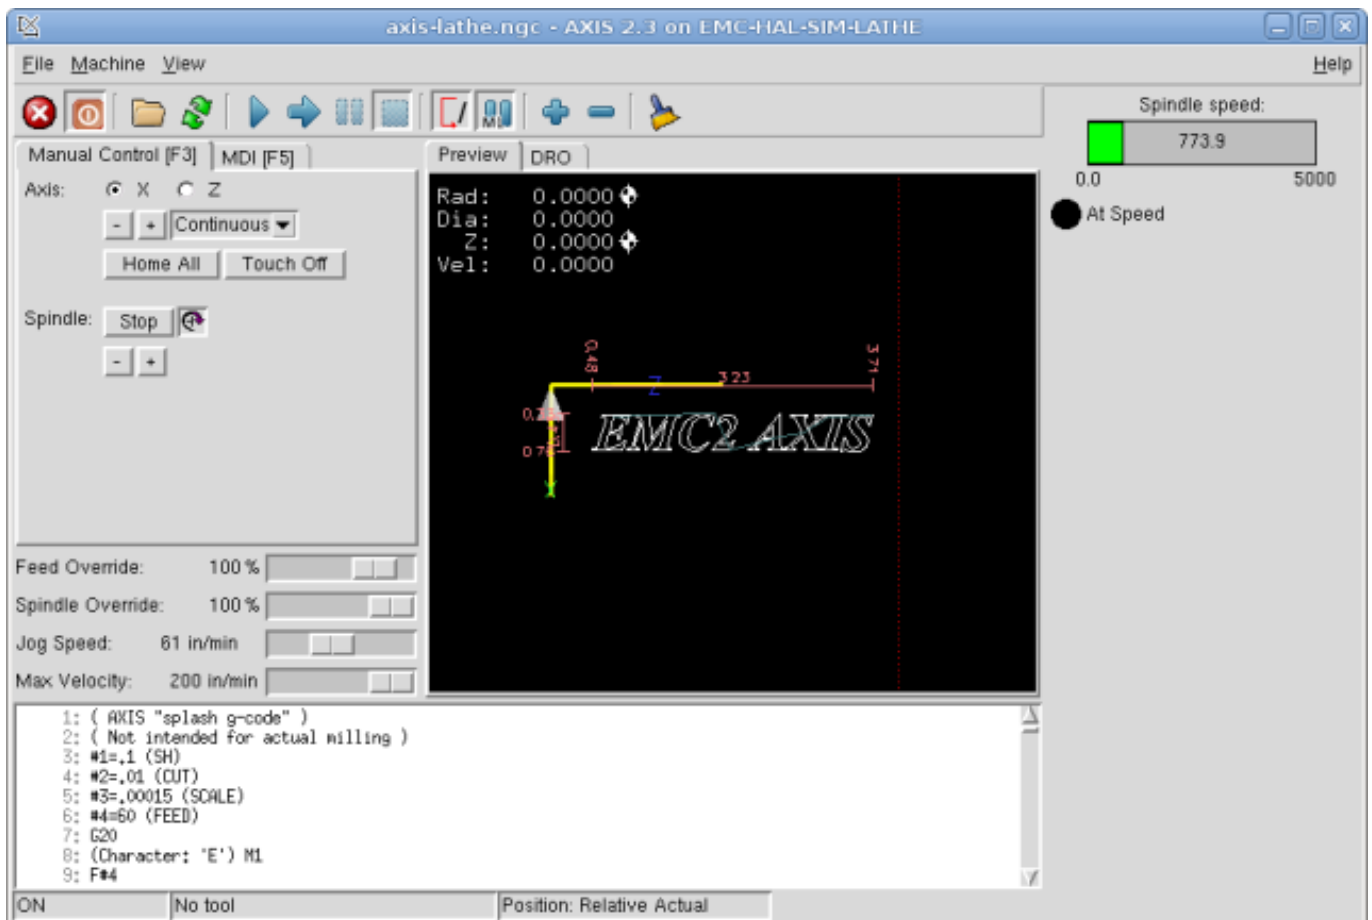 axis-lathe.ngc - AXIS 2.3 on EMC-HAL-SIM-LATHE
File Machine View Help
Manual Control [F3] MDI [F5]
Axis: X Z
- + Continuous
Home All Touch Off
Spindle: Stop
- +
Feed Override: 100 %
Spindle Override: 100 %
Jog Speed: 61 in/min
Max Velocity: 200 in/min
Preview DRO
Rad: 0.0000
Dia: 0.0000
Z: 0.0000
Vel: 0.0000
0.48 3.23 3.71
Z
EMC2 AXIS
X
Spindle speed:
773.9
0.0 5000
At Speed
1: ( AXIS "splash g-code" )
2: ( Not intended for actual milling )
3: #1=.1 (SH)
4: #2=.01 (CUT)
5: #3=.00015 (SCALE)
6: #4=60 (FEED)
7: G20
8: (Character: 'E') M1
9: F#4
ON No tool Position: Relative Actual